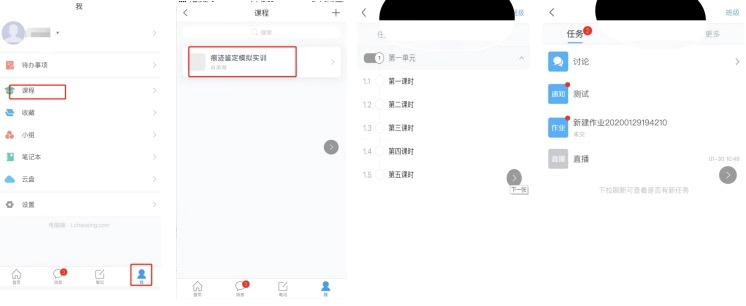 我
待办事项
课程
收藏
小组
笔记本
云盘
设置
电脑端：i.chaoxing.com
首页
消息
笔记
我
课程
搜索
痕迹鉴定模拟实训
首页
消息
笔记
我
班级
任
1
第一单元
1.1 第一课时
1.2 第二课时
1.3 第三课时
1.4 第四课时
1.5 第五课时
下一张
班级
任务
2
更多
讨论
通知
测试
作业
新建作业20200129194210
未交
直播
直播
01-30 10:49
下拉刷新可查看是否有新任务